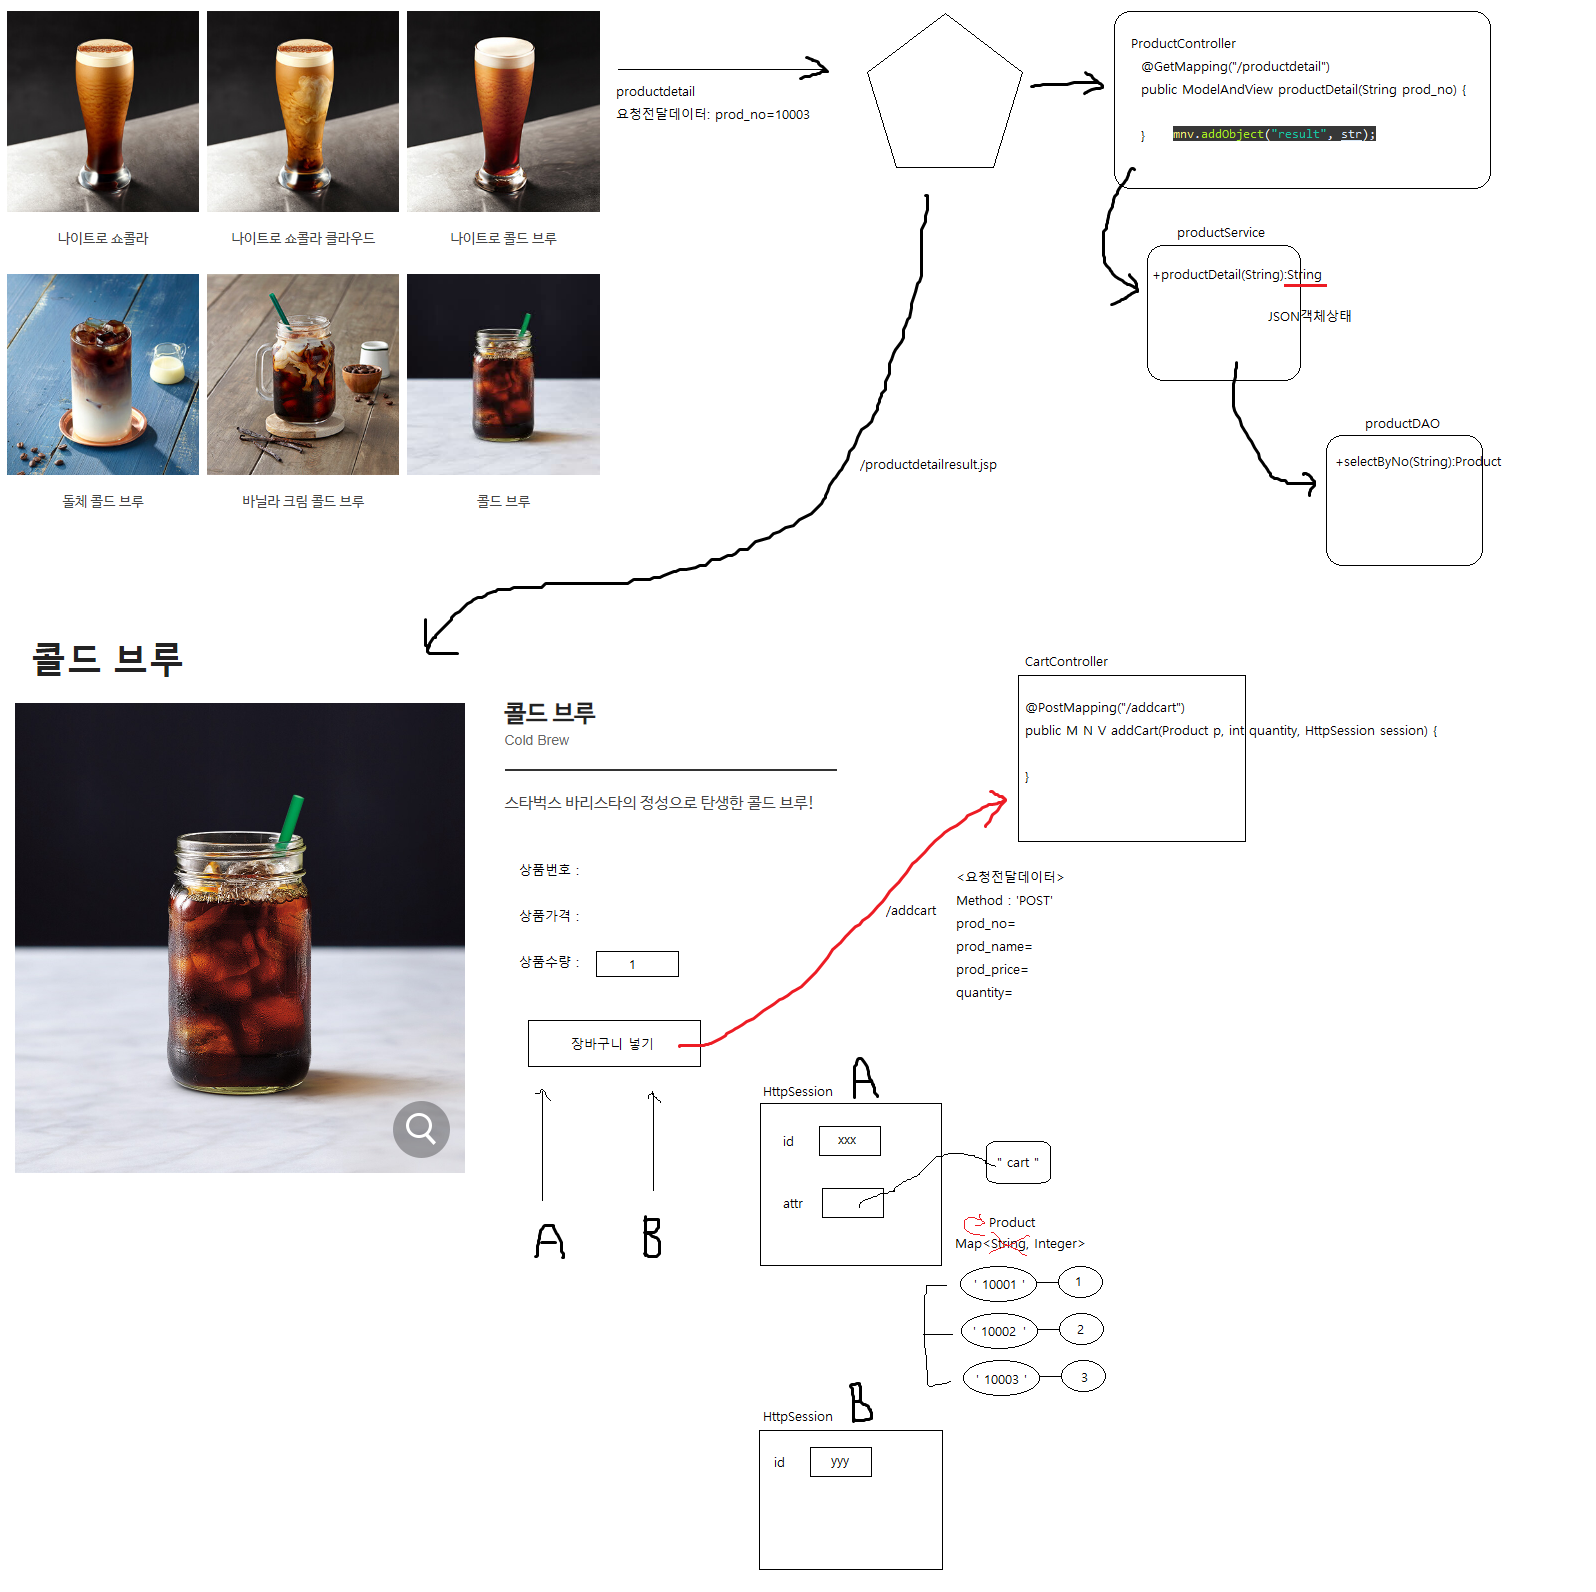 나이트로 쇼콜라
나이트로 쇼콜라 클라우드
나이트로 콜드 브루
돌체 콜드 브루
바닐라 크림 콜드 브루
콜드 브루
productdetail
요청전달데이터: prod_no=10003
ProductController
@GetMapping("/productdetail")
public ModelAndView productDetail(String prod_no) {
} mnv.addObject("result", str);
productService
+productDetail(String):String
JSON객체상태
productDAO
+selectByNo(String):Product
/productdetailresult.jsp
콜드 브루
콜드 브루
Cold Brew
스타벅스 바리스타의 정성으로 탄생한 콜드 브루!
상품번호 :
상품가격 :
상품수량 : 1
장바구니 넣기
A
B
CartController
@PostMapping("/addcart")
public M N V addCart(Product p, int quantity, HttpSession session) {
}
/addcart
<요청전달데이터>
Method : 'POST'
prod_no=
prod_name=
prod_price=
quantity=
HttpSession A
id xxx
attr
" cart "
Product
Map<String, Integer>
' 10001 ' 1
' 10002 ' 2
' 10003 ' 3
HttpSession B
id yyy